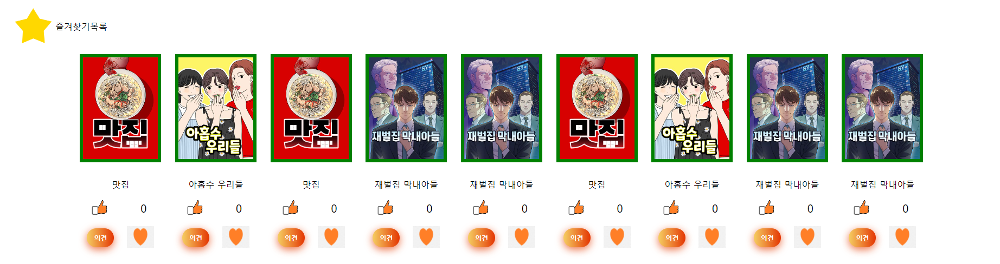 즐겨찾기목록
맛집 아홉수 우리들 맛집 SY 재벌집 막내아들 SY 재벌집 막내아들 맛집 아홉수 우리들 SY 재벌집 막내아들 SY 재벌집 막내아들
맛집 아홉수 우리들 맛집 재벌집 막내아들 재벌집 막내아들 맛집 아홉수 우리들 재벌집 막내아들 재벌집 막내아들
0 0 0 0 0 0 0 0 0
의견 의견 의견 의견 의견 의견 의견 의견 의견